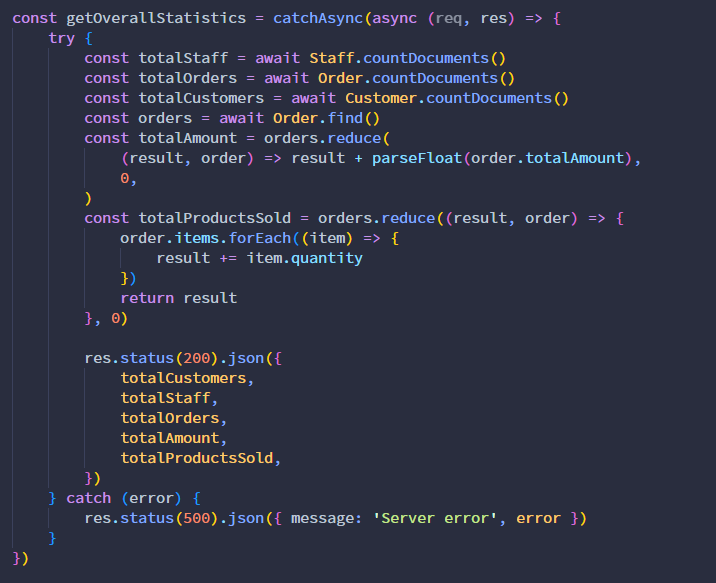 const getOverallStatistics = catchAsync(async (req, res) => {
    try {
        const totalStaff = await Staff.countDocuments()
        const totalOrders = await Order.countDocuments()
        const totalCustomers = await Customer.countDocuments()
        const orders = await Order.find()
        const totalAmount = orders.reduce(
            (result, order) => result + parseFloat(order.totalAmount),
            0,
        )
        const totalProductsSold = orders.reduce((result, order) => {
            order.items.forEach((item) => {
                result += item.quantity
            })
            return result
        }, 0)

        res.status(200).json({
            totalCustomers,
            totalStaff,
            totalOrders,
            totalAmount,
            totalProductsSold,
        })
    } catch (error) {
        res.status(500).json({ message: 'Server error', error })
    }
})